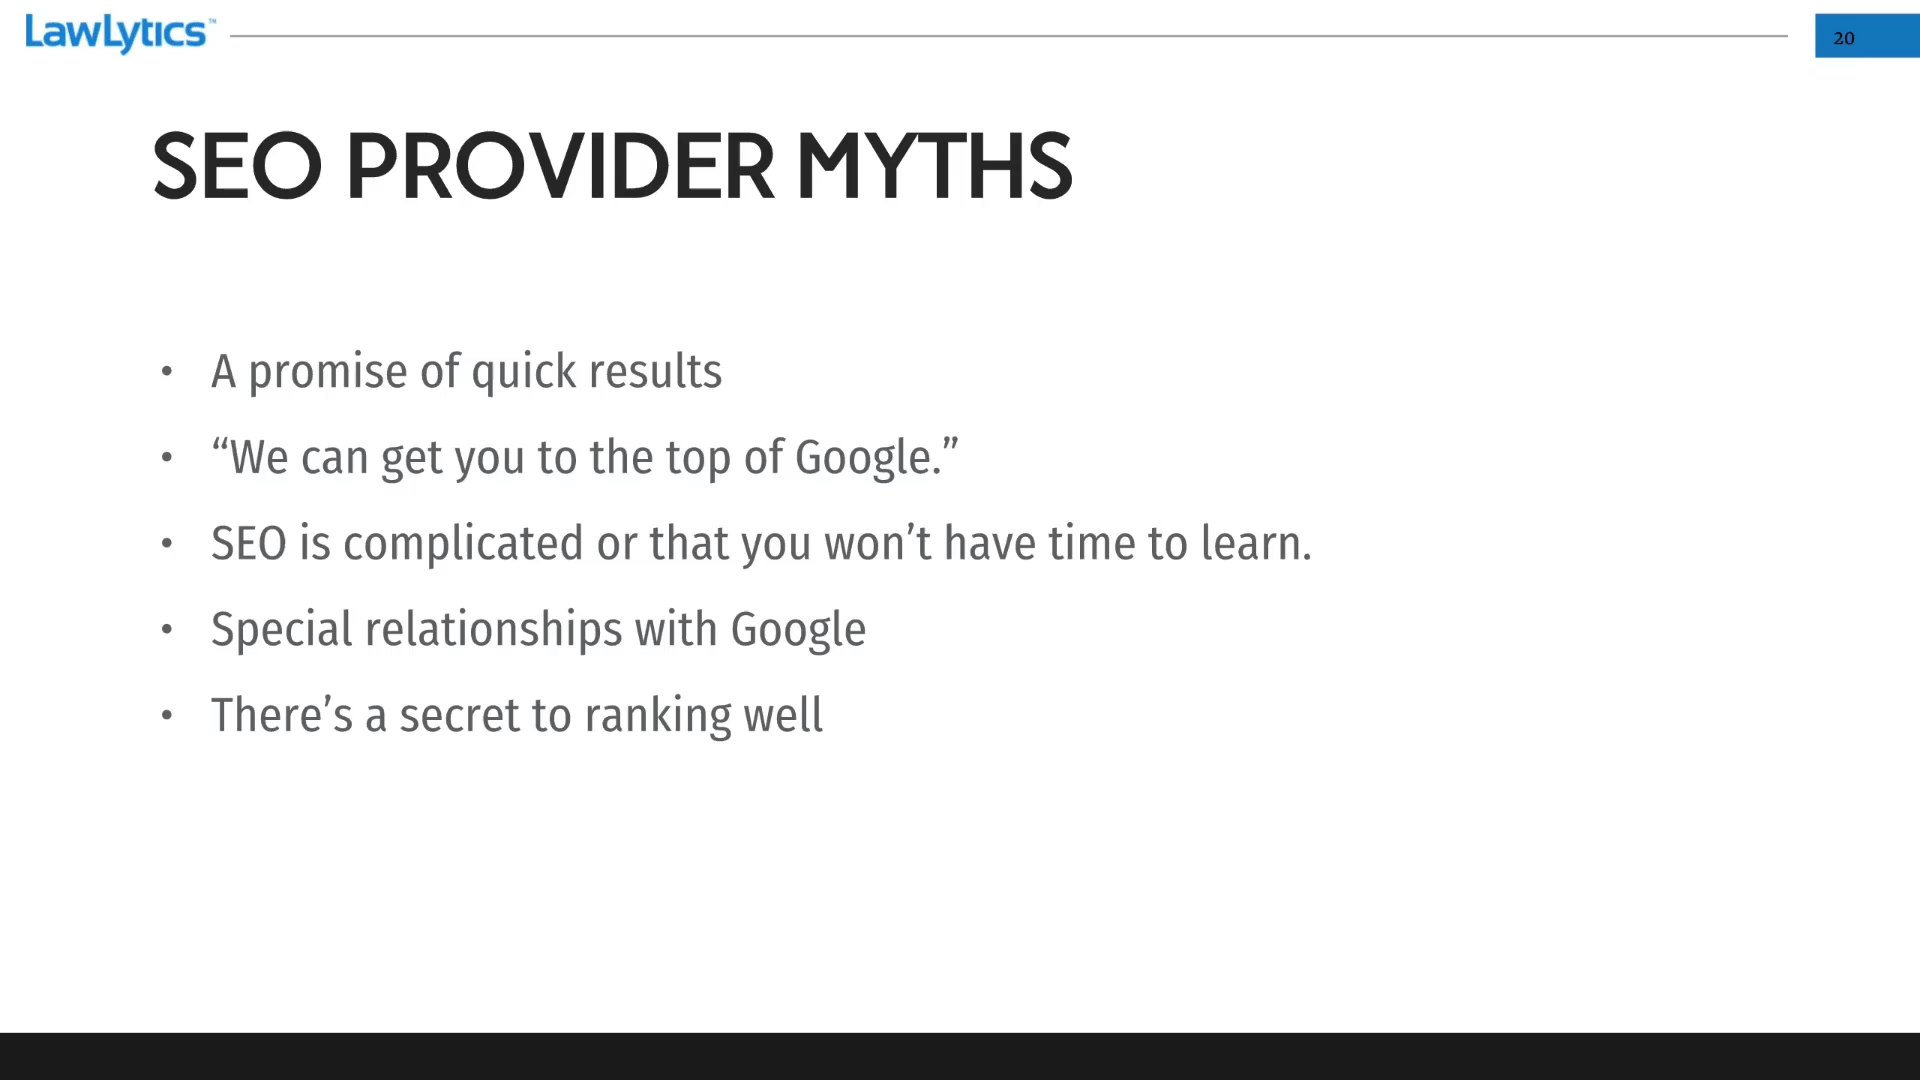 LawLytics™
20
SEO PROVIDER MYTHS
• A promise of quick results
• “We can get you to the top of Google.”
• SEO is complicated or that you won’t have time to learn.
• Special relationships with Google
• There’s a secret to ranking well